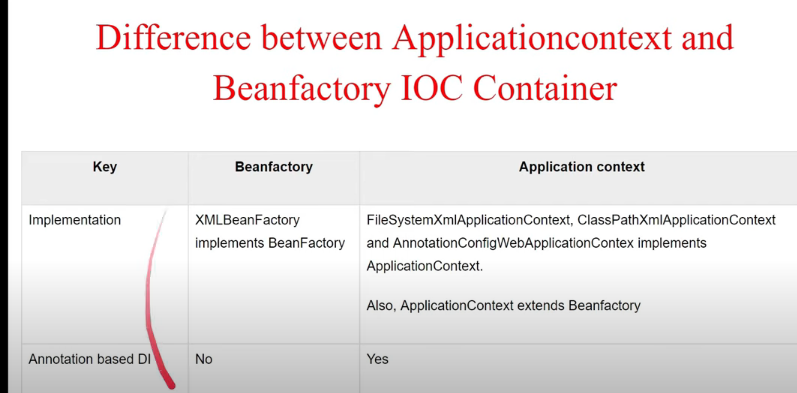 Difference between Applicationcontext and
Beanfactory IOC Container
Key
Beanfactory
Application context
Implementation
XMLBeanFactory
implements BeanFactory
FileSystemXmlApplicationContext, ClassPathXmlApplicationContext
and AnnotationConfigWebApplicationContex implements
ApplicationContext.
Also, ApplicationContext extends Beanfactory
Annotation based DI
No
Yes